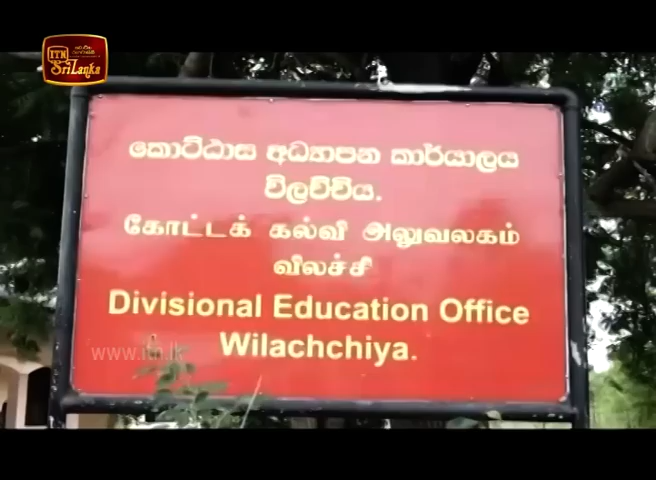 ITN
SriLanka
කොට්ඨාස අධ්‍යාපන කාර්යාලය
විලච්චිය.
கோட்டக் கல்வி அலுவலகம்
விலச்சி
Divisional Education Office
Wilachchiya.
www.itn.lk